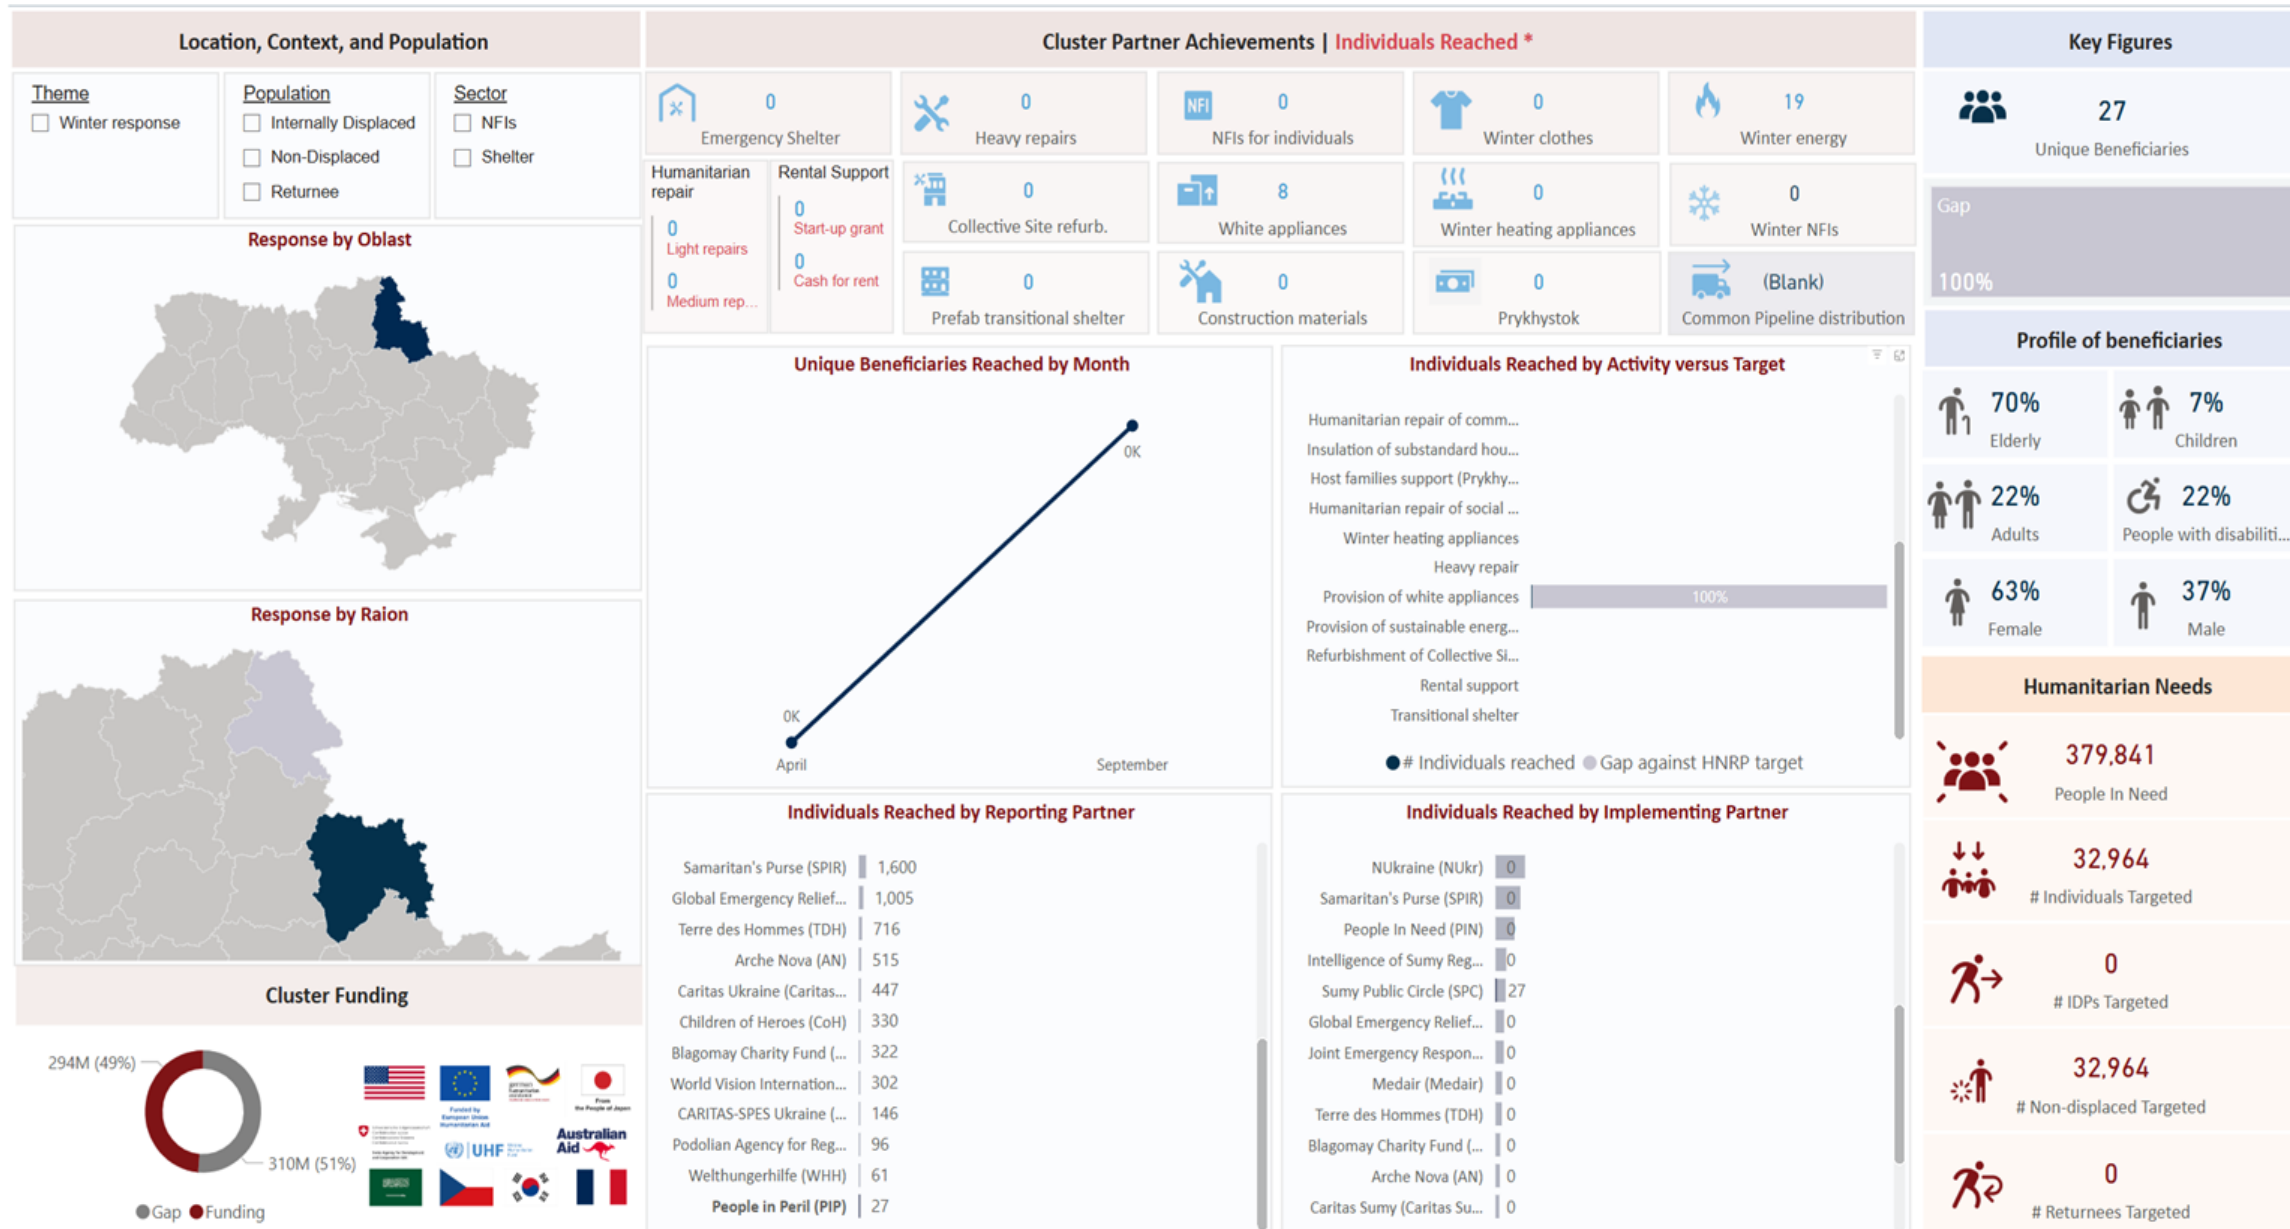 Location, Context, and Population
Theme
Winter response
Population
Internally Displaced
Non-Displaced
Returnee
Sector
NFIs
Shelter
Response by Oblast
Response by Raion
Cluster Funding
294M (49%)
310M (51%)
Gap
Funding
Funded by
European Union
Humanitarian Aid
From
the People of Japan
UHF
Australian
Aid
Cluster Partner Achievements | Individuals Reached *
0
Emergency Shelter
0
Heavy repairs
NFI
0
NFIs for individuals
0
Winter clothes
19
Winter energy
Humanitarian
repair
0
Light repairs
0
Medium rep...
Rental Support
0
Start-up grant
0
Cash for rent
0
Collective Site refurb.
8
White appliances
0
Winter heating appliances
0
Winter NFIs
0
Prefab transitional shelter
0
Construction materials
0
Prykhystok
(Blank)
Common Pipeline distribution
Unique Beneficiaries Reached by Month
0K
0K
April
September
Individuals Reached by Activity versus Target
Humanitarian repair of comm...
Insulation of substandard hou...
Host families support (Prykhy...
Humanitarian repair of social ...
Winter heating appliances
Heavy repair
Provision of white appliances 100%
Provision of sustainable energ...
Refurbishment of Collective Si...
Rental support
Transitional shelter
# Individuals reached Gap against HNRP target
Individuals Reached by Reporting Partner
Samaritan's Purse (SPIR) 1,600
Global Emergency Relief... 1,005
Terre des Hommes (TDH) 716
Arche Nova (AN) 515
Caritas Ukraine (Caritas... 447
Children of Heroes (CoH) 330
Blagomay Charity Fund (... 322
World Vision Internation... 302
CARITAS-SPES Ukraine (... 146
Podolian Agency for Reg... 96
Welthungerhilfe (WHH) 61
People in Peril (PIP) 27
Individuals Reached by Implementing Partner
NUkraine (NUkr) 0
Samaritan's Purse (SPIR) 0
People In Need (PIN) 0
Intelligence of Sumy Reg... 0
Sumy Public Circle (SPC) 27
Global Emergency Relief... 0
Joint Emergency Respon... 0
Medair (Medair) 0
Terre des Hommes (TDH) 0
Blagomay Charity Fund (... 0
Arche Nova (AN) 0
Caritas Sumy (Caritas Su... 0
Key Figures
27
Unique Beneficiaries
Gap
100%
Profile of beneficiaries
70%
Elderly
7%
Children
22%
Adults
22%
People with disabiliti...
63%
Female
37%
Male
Humanitarian Needs
379,841
People In Need
32,964
# Individuals Targeted
0
# IDPs Targeted
32,964
# Non-displaced Targeted
0
# Returnees Targeted